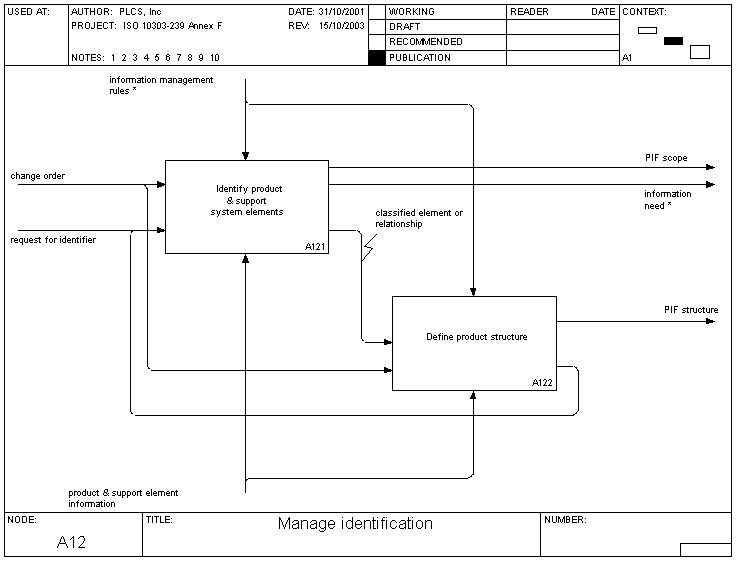 USED AT:
AUTHOR: PLCS, Inc
DATE: 31/10/2001
PROJECT: ISO 10303-239 Annex F
REV: 15/10/2003
NOTES: 1 2 3 4 5 6 7 8 9 10
WORKING
DRAFT
RECOMMENDED
PUBLICATION
READER
DATE
CONTEXT:
A1
information management
rules *
PIF scope
change order
Identify product
& support
system elements
information
need *
classified element or
relationship
request for identifier
A121
PIF structure
Define product structure
A122
product & support element
information
NODE:
A12
TITLE:
Manage identification
NUMBER: